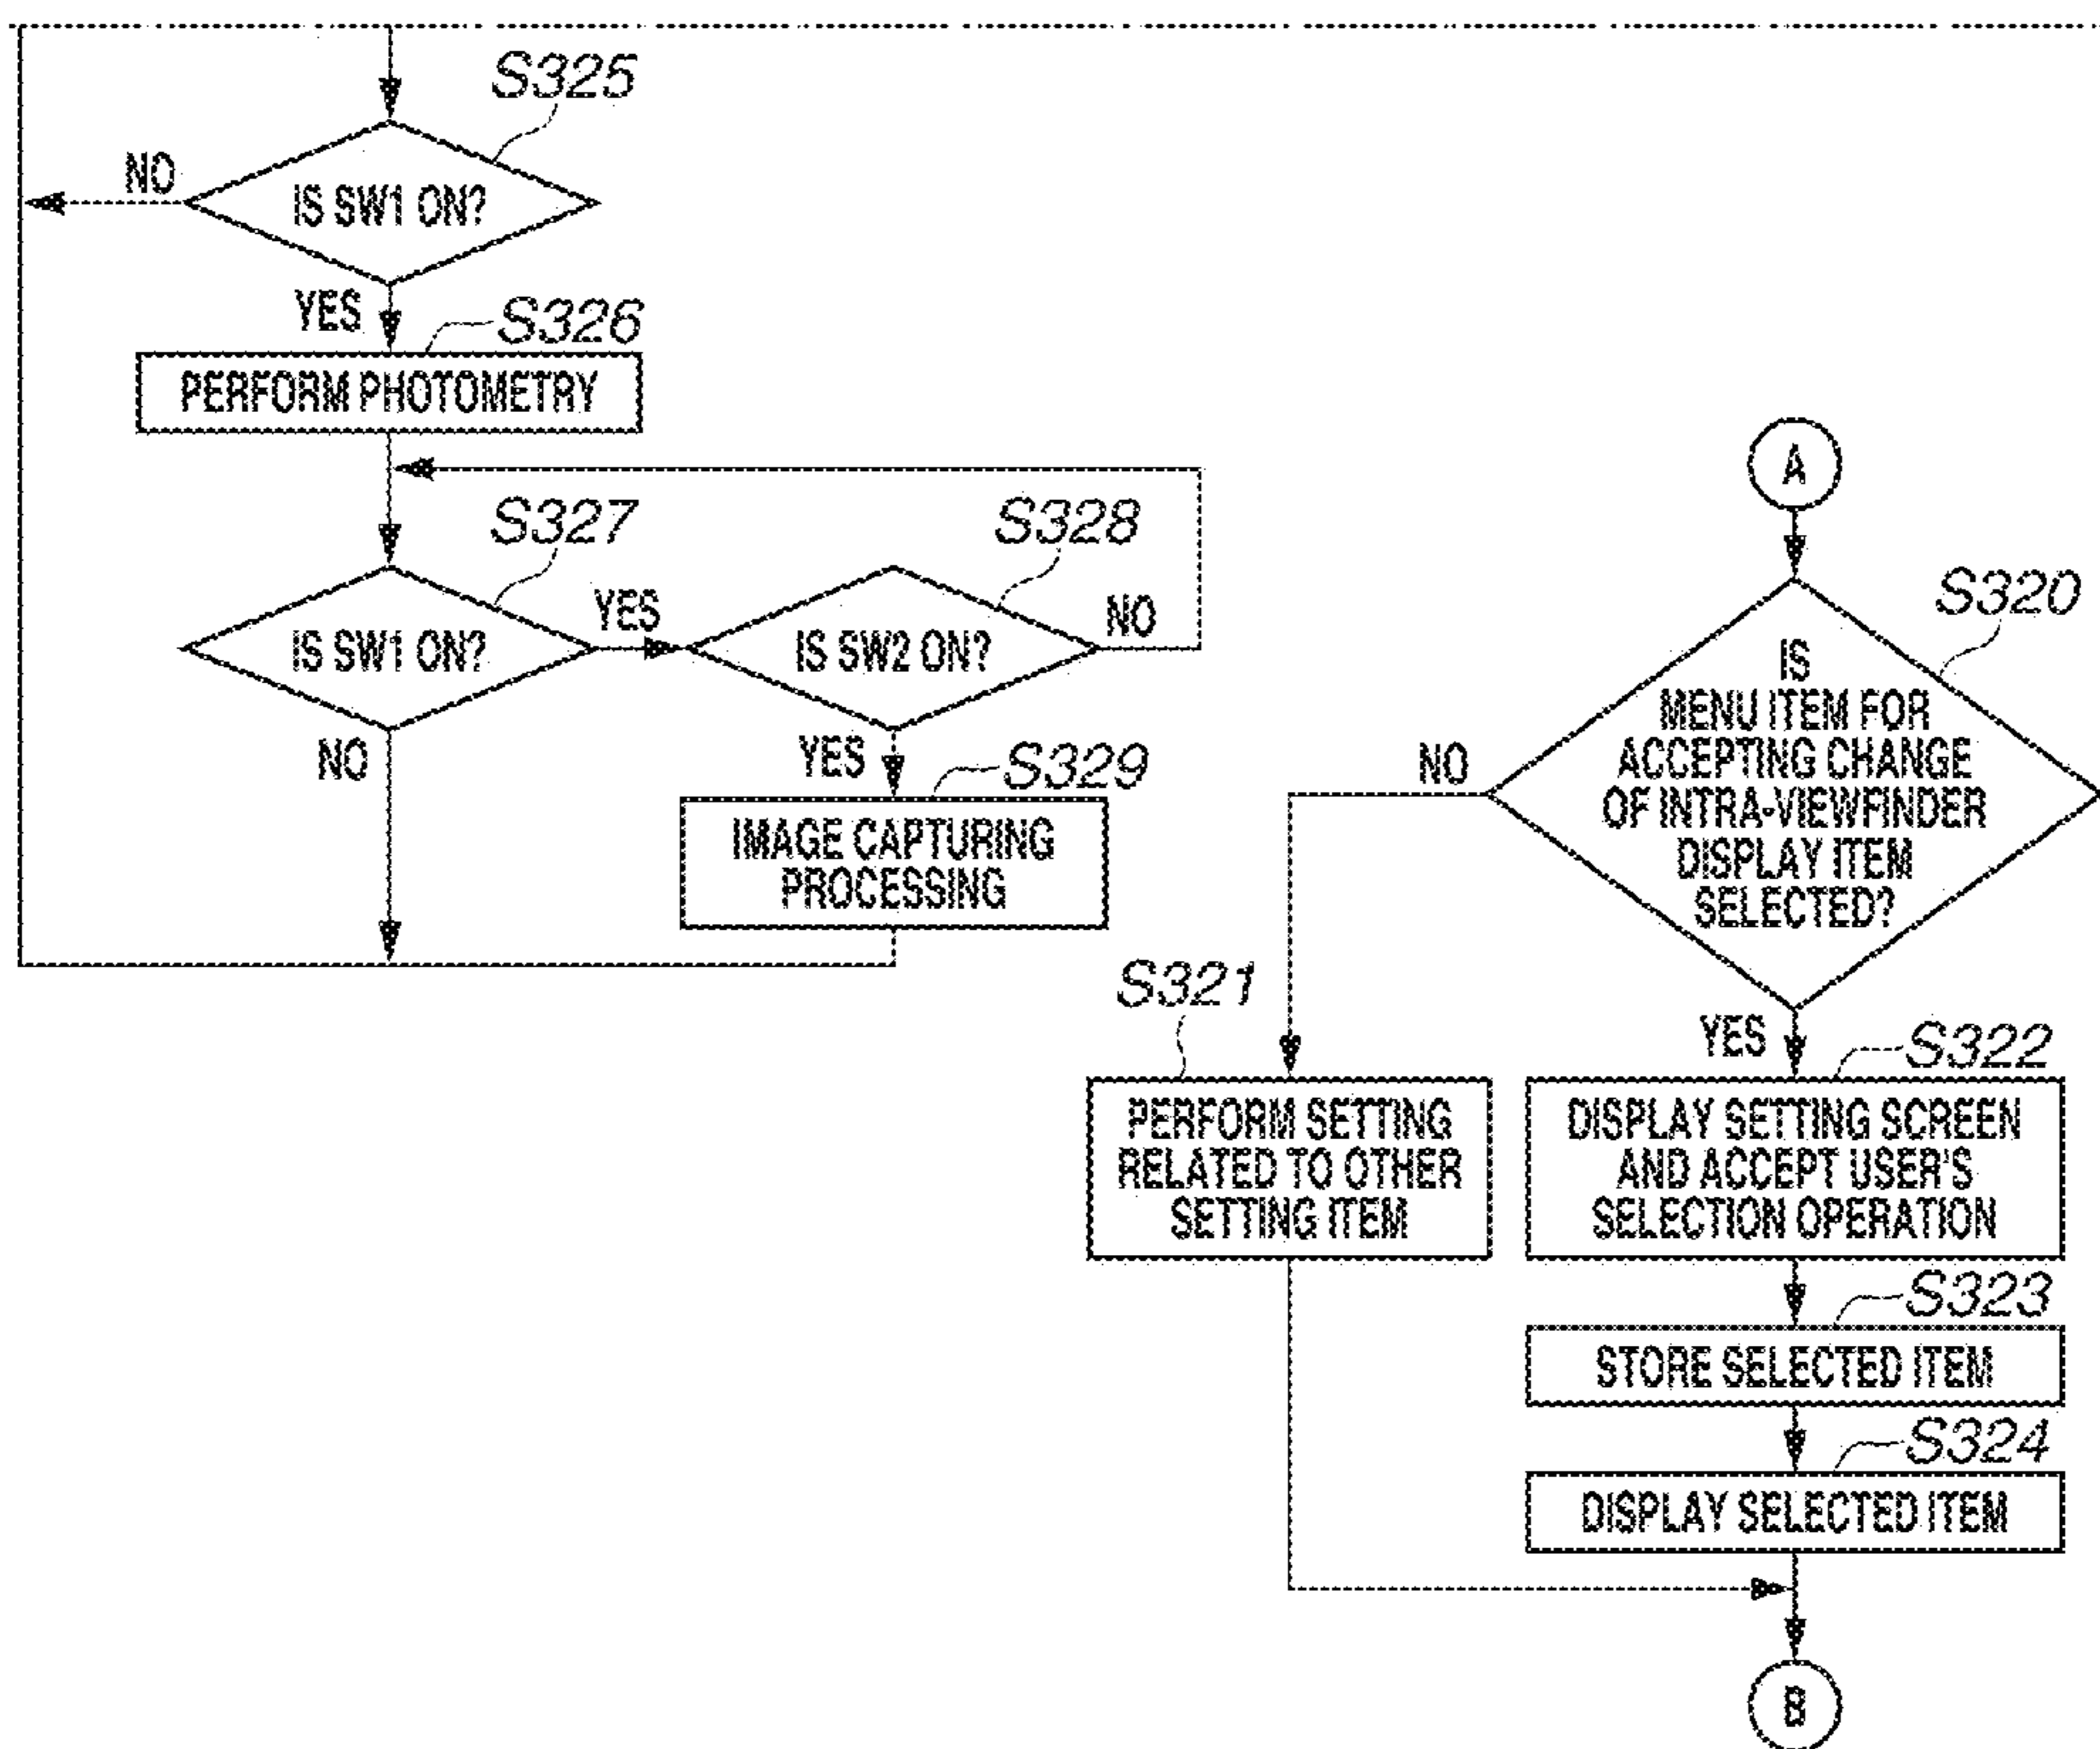 S325
NO
IS SW1 ON?
YES
S326
PERFORM PHOTOMETRY
S327
S328
IS SW1 ON?
YES
IS SW2 ON?
NO
NO
YES
S329
IMAGE CAPTURING
PROCESSING
A
S320
IS
MENU ITEM FOR
ACCEPTING CHANGE
OF INTRA-VIEWFINDER
DISPLAY ITEM
SELECTED?
NO
YES
S321
PERFORM SETTING
RELATED TO OTHER
SETTING ITEM
S322
DISPLAY SETTING SCREEN
AND ACCEPT USER'S
SELECTION OPERATION
S323
STORE SELECTED ITEM
S324
DISPLAY SELECTED ITEM
B